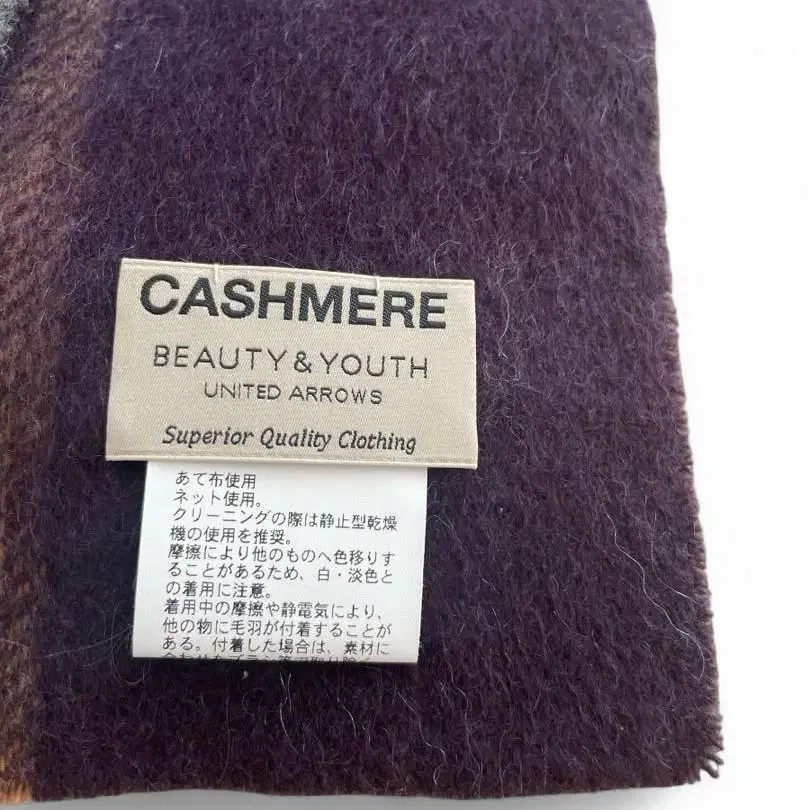 CASHMERE
BEAUTY & YOUTH
UNITED ARROWS
Superior Quality Clothing
あて布使用
ネット使用。
クリーニングの際は静止型乾燥
機の使用を推奨。
摩擦により他のものへ色移りす
ることがあるため、白・淡色と
の着用に注意。
着用中の摩擦や静電気により、
他の物に毛羽が付着することが
ある。付着した場合は、素材に